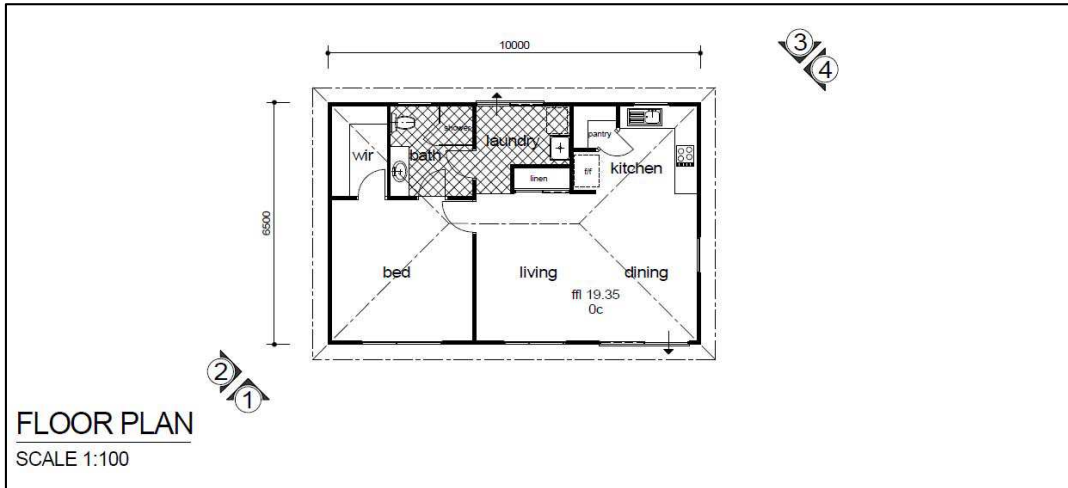 10000
3
4
6500
wir
bath
shower
laundry
pantry
kitchen
linen
f/f
bed
living
dining
ffl 19.35
0c
2
1
FLOOR PLAN
SCALE 1:100